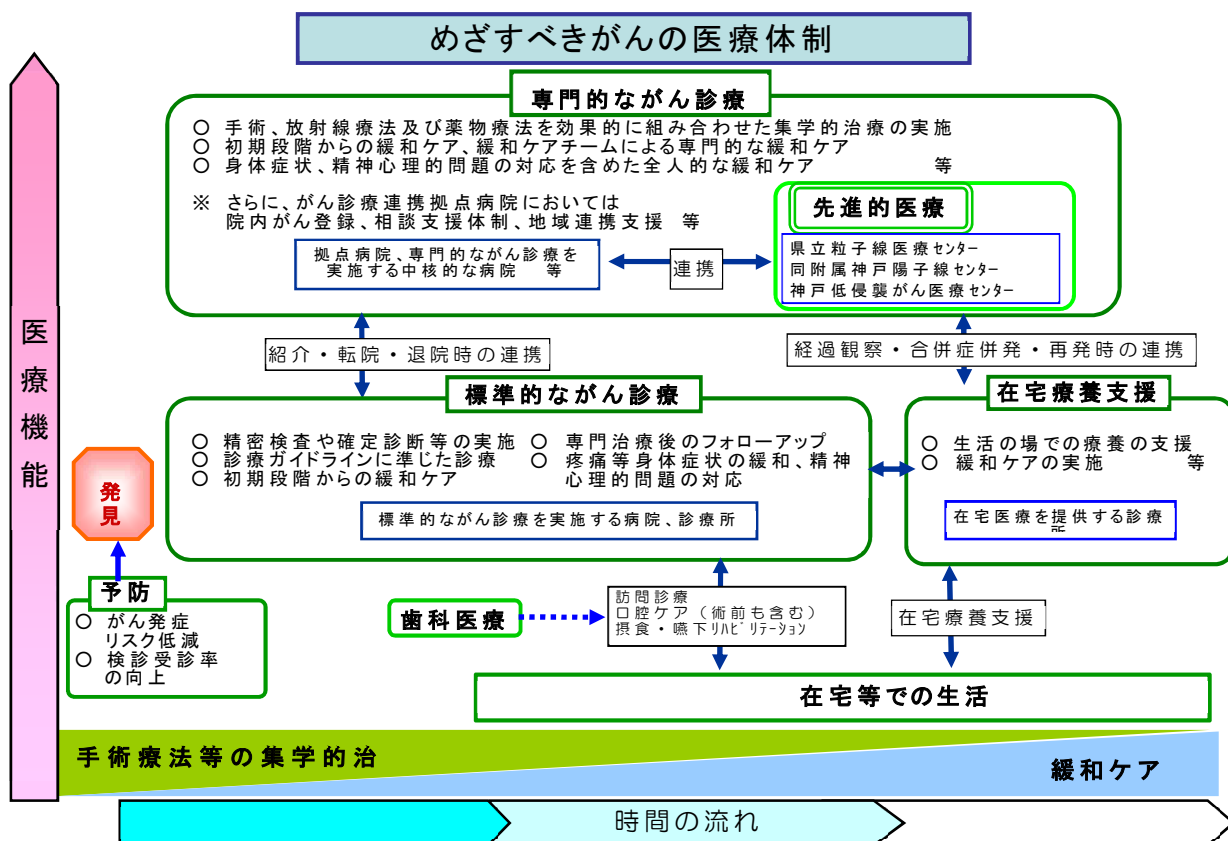 めざすべきがんの医療体制
専門的ながん診療
○ 手術、放射線療法及び薬物療法を効果的に組み合わせた集学的治療の実施
○ 初期段階からの緩和ケア、緩和ケアチームによる専門的な緩和ケア
○ 身体症状、精神心理的問題の対応を含めた全人的な緩和ケア 等
※ さらに、がん診療連携拠点病院においては
院内がん登録、相談支援体制、地域連携支援 等
拠点病院、専門的ながん診療を
実施する中核的な病院 等
連携
先進的医療
県立粒子線医療センター
同附属神戸陽子線センター
神戸低侵襲がん医療センター
紹介・転院・退院時の連携
経過観察・合併症併発・再発時の連携
医療機能
標準的ながん診療
○ 精密検査や確定診断等の実施
○ 診療ガイドラインに準じた診療
○ 初期段階からの緩和ケア
○ 専門治療後のフォローアップ
○ 疼痛等身体症状の緩和、精神
心理的問題の対応
標準的ながん診療を実施する病院、診療所
在宅療養支援
○ 生活の場での療養の支援
○ 緩和ケアの実施 等
在宅医療を提供する診療
所
発見
予防
○ がん発症
リスク低減
○ 検診受診率
の向上
歯科医療
訪問診療
口腔ケア（術前も含む）
摂食・嚥下リハビリテーション
在宅療養支援
在宅等での生活
手術療法等の集学的治
緩和ケア
時間の流れ